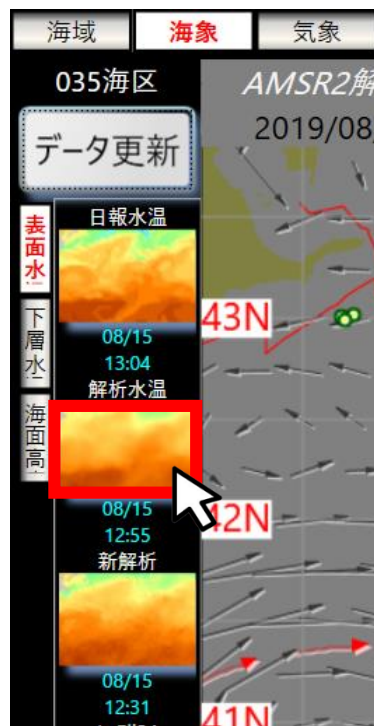 海域 海象 気象
035海区
AMSR2解
データ更新
2019/08/
表面水
日報水温
08/15
13:04
43N
下層水
解析水温
海面高
08/15
12:55
42N
新解析
08/15
12:31
41N